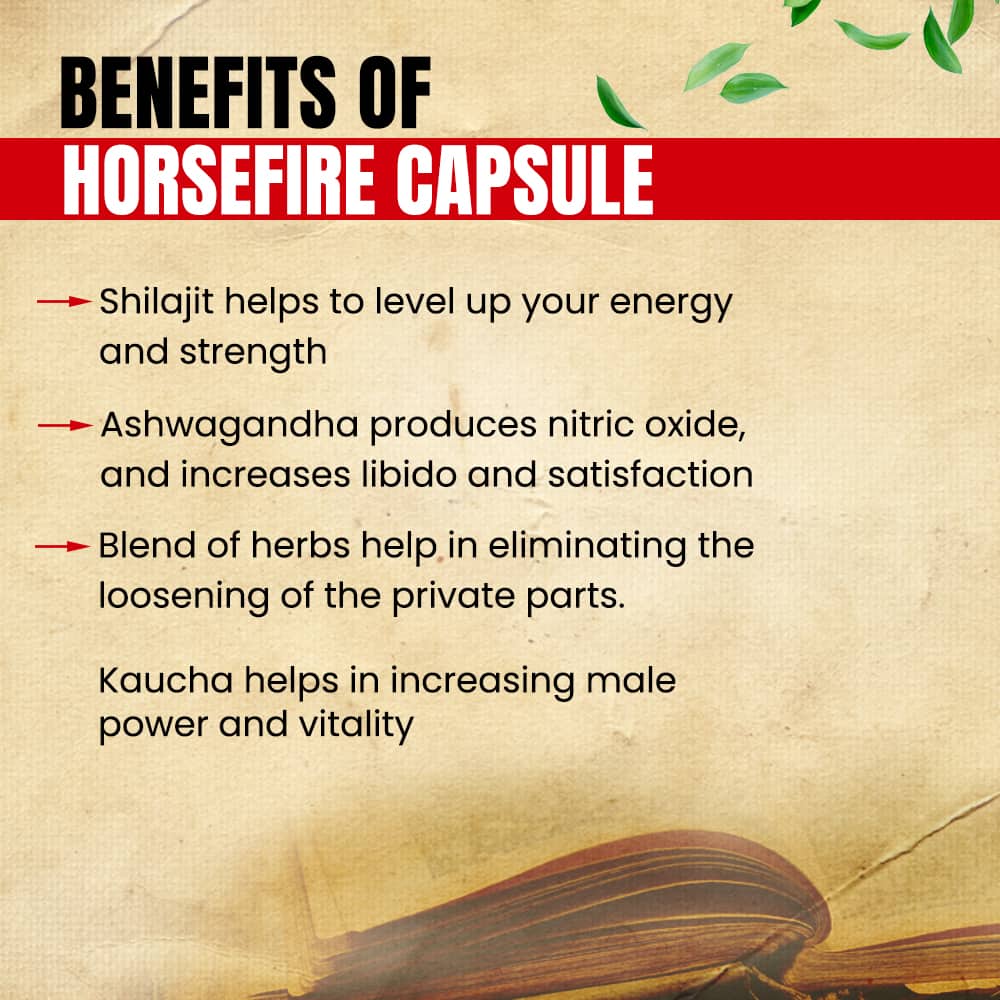 BENEFITS OF
HORSEFIRE CAPSULE
Shilajit helps to level up your energy
and strength
Ashwagandha produces nitric oxide,
and increases libido and satisfaction
Blend of herbs help in eliminating the
loosening of the private parts.
Kaucha helps in increasing male
power and vitality